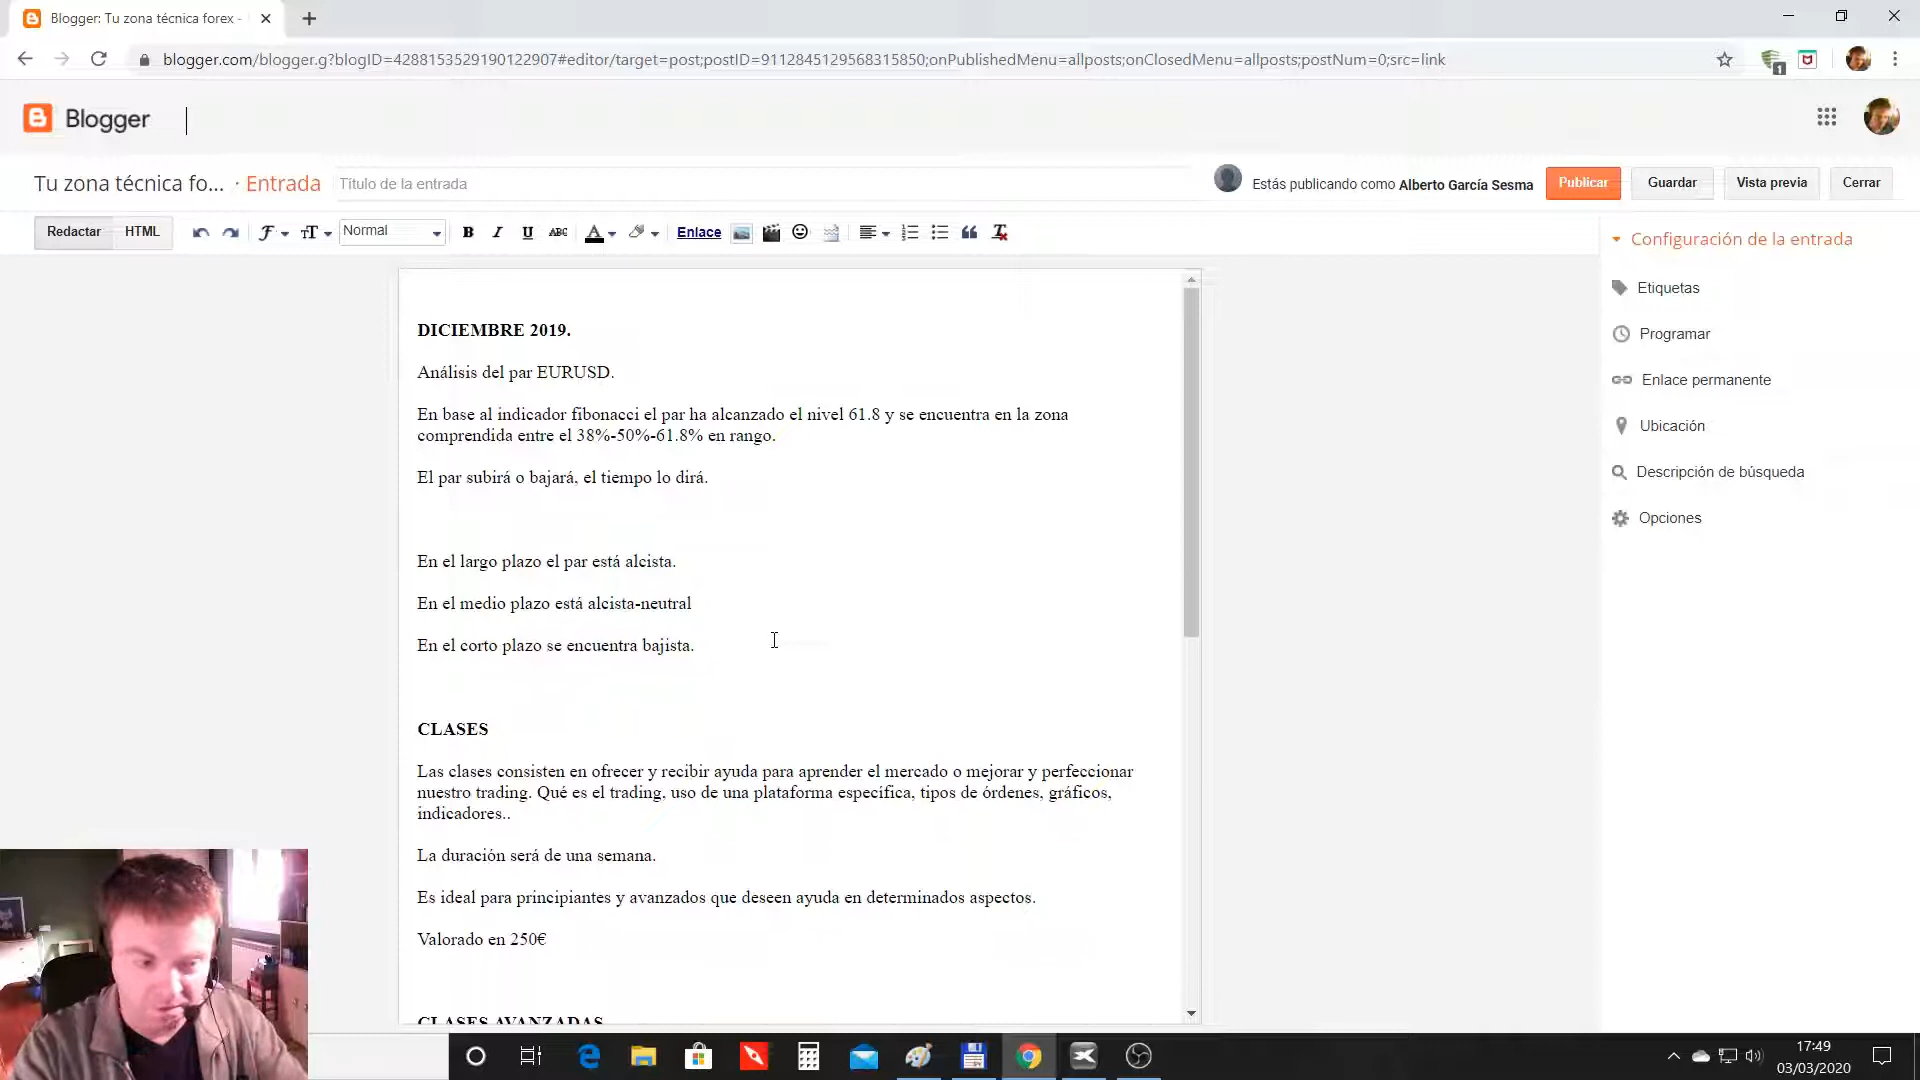 Blogger: Tu zona técnica forex -
blogger.com/blogger.g?blogID=4288153529190122907#editor/target=post;postID=9112845129568315850;onPublishedMenu=allposts;onClosedMenu=allposts;postNum=0;src=link
1
Blogger
Tu zona técnica fo... · Entrada
Título de la entrada
Estás publicando como Alberto García Sesma
Publicar
Guardar
Vista previa
Cerrar
Redactar
HTML
Normal
B I U ABC A
Enlace
Configuración de la entrada
Etiquetas
Programar
Enlace permanente
Ubicación
Descripción de búsqueda
Opciones
DICIEMBRE 2019.
Análisis del par EURUSD.
En base al indicador fibonacci el par ha alcanzado el nivel 61.8 y se encuentra en la zona
comprendida entre el 38%-50%-61.8% en rango.
El par subirá o bajará, el tiempo lo dirá.
En el largo plazo el par está alcista.
En el medio plazo está alcista-neutral
En el corto plazo se encuentra bajista.
CLASES
Las clases consisten en ofrecer y recibir ayuda para aprender el mercado o mejorar y perfeccionar
nuestro trading. Qué es el trading, uso de una plataforma específica, tipos de órdenes, gráficos,
indicadores..
La duración será de una semana.
Es ideal para principiantes y avanzados que deseen ayuda en determinados aspectos.
Valorado en 250€
CLASES AVANZADAS
17:49
03/03/2020